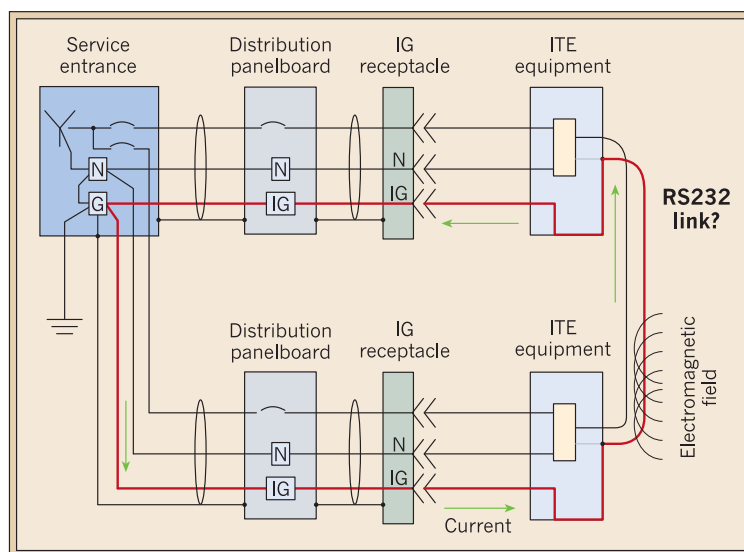 Service
entrance
Distribution
panelboard
IG
receptacle
ITE
equipment
N
N
N
G
IG
IG
RS232
link?
Distribution
panelboard
IG
receptacle
ITE
equipment
Electromagnetic
field
N
N
IG
IG
Current